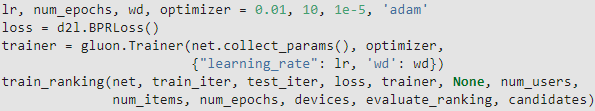 lr, num_epochs, wd, optimizer = 0.01, 10, 1e-5, 'adam'
loss = d2l.BPRLoss()
trainer = gluon.Trainer(net.collect_params(), optimizer,
                        {"learning_rate": lr, 'wd': wd})
train_ranking(net, train_iter, test_iter, loss, trainer, None, num_users,
              num_items, num_epochs, devices, evaluate_ranking, candidates)